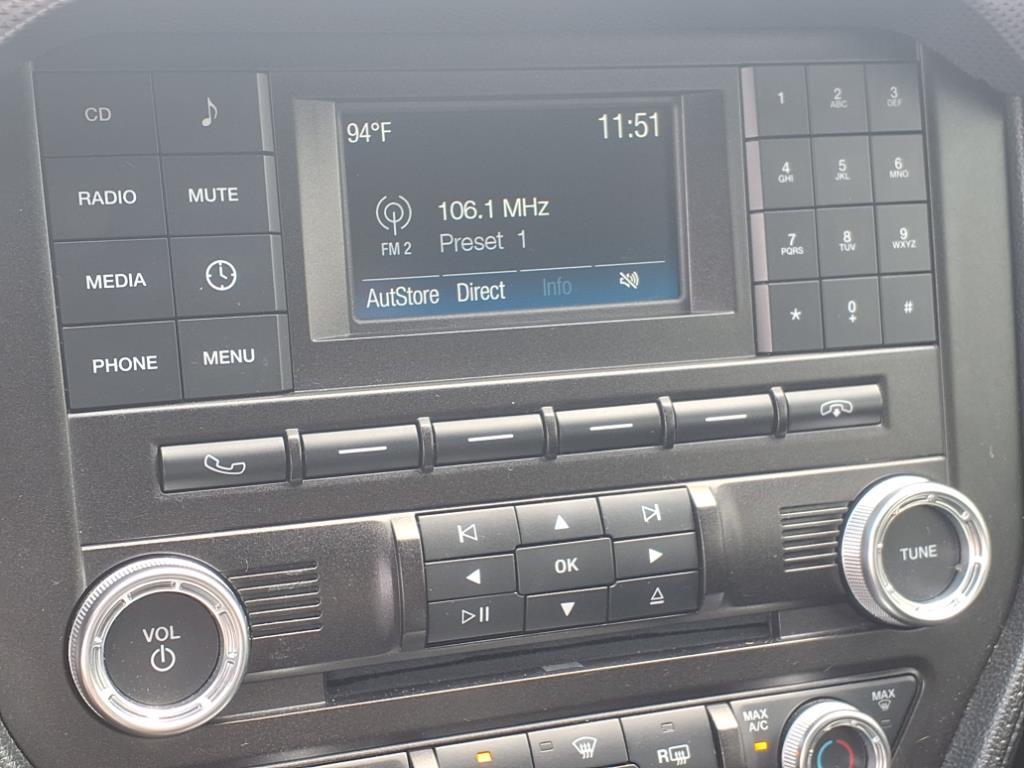 CD
RADIO MUTE
MEDIA
PHONE MENU
94°F 11:51
106.1 MHz
FM 2 Preset 1
AutStore Direct Info
1 2 3
ABC DEF
4 5 6
GHI JKL MNO
7 8 9
PQRS TUV WXYZ
* 0 #
+
OK
VOL
TUNE
MAX
A/C
MAX
R